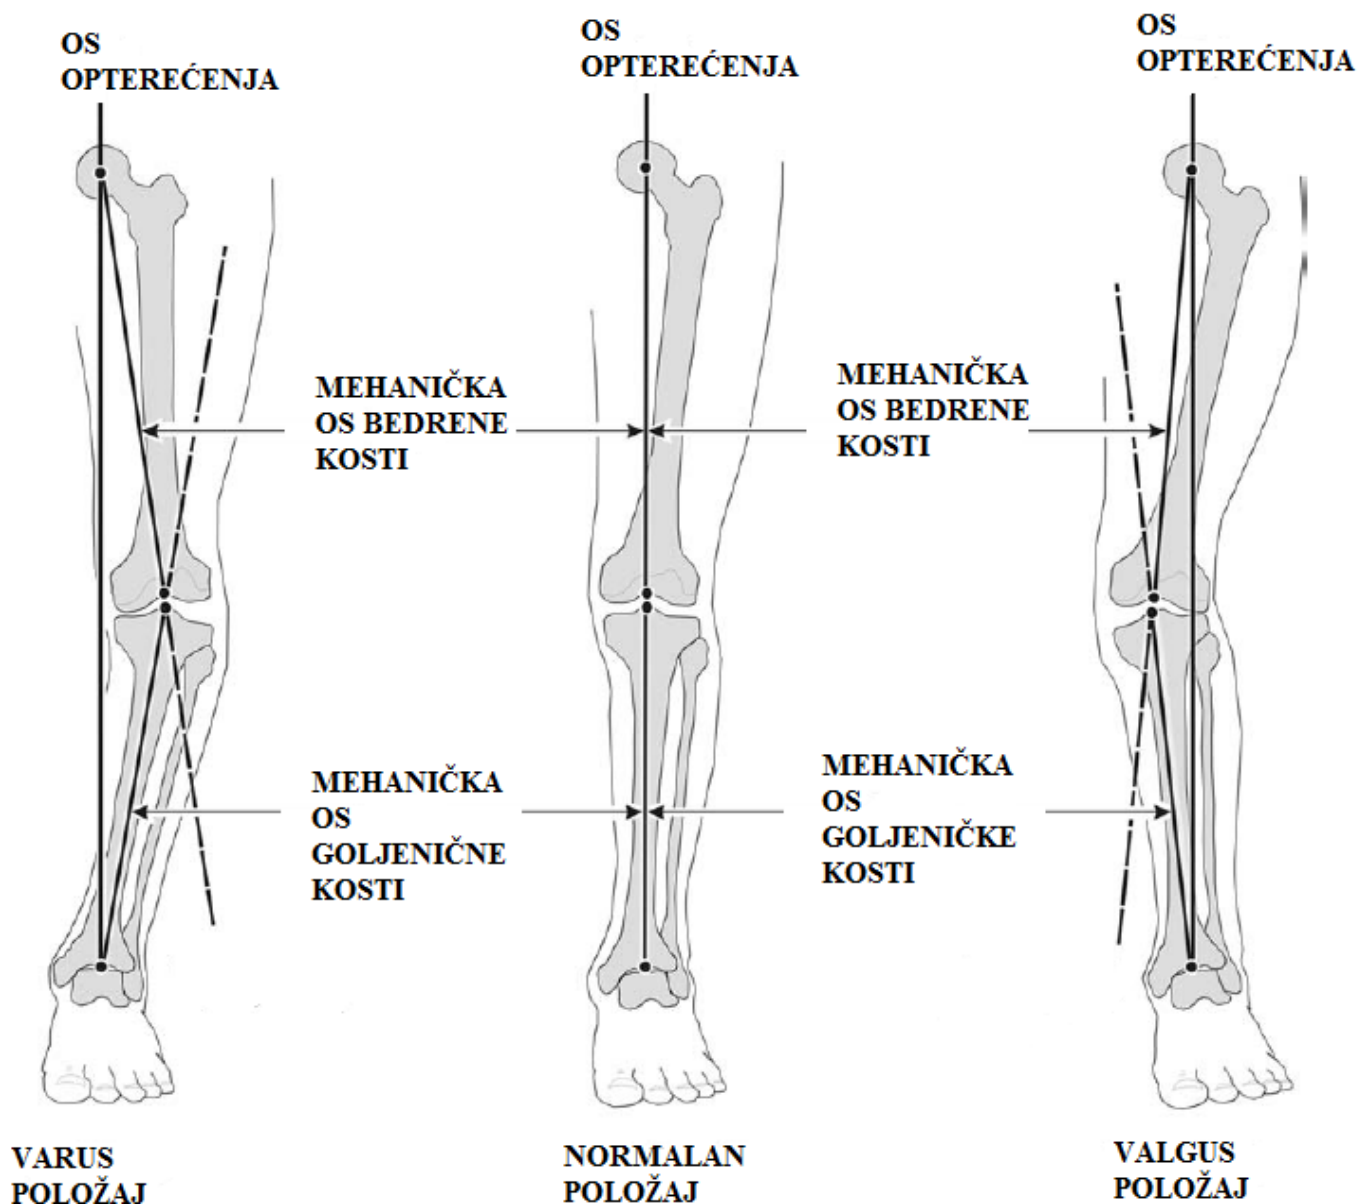 OS
OPTEREĆENJA
OS
OPTEREĆENJA
OS
OPTEREĆENJA
MEHANIČKA
OS BEDRENE
KOSTI
MEHANIČKA
OS BEDRENE
KOSTI
MEHANIČKA
OS
GOLJENIČNE
KOSTI
MEHANIČKA
OS
GOLJENIČKE
KOSTI
VARUS
POLOŽAJ
NORMALAN
POLOŽAJ
VALGUS
POLOŽAJ